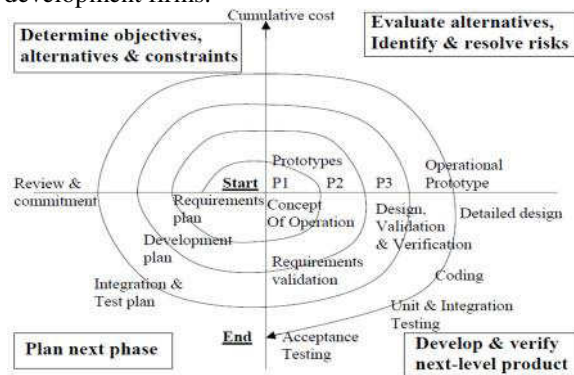 development firms.
Cumulative cost
Determine objectives,
alternatives & constraints
Evaluate alternatives,
Identify & resolve risks
Prototypes
Operational
Prototype
Review &
commitment
Start
P1
P2
P3
Requirements
plan
Concept
Of Operation
Design,
Validation
& Verification
Detailed design
Development
plan
Requirements
validation
Integration &
Test plan
Coding
Unit & Integration
Testing
End
Acceptance
Testing
Plan next phase
Develop & verify
next-level product